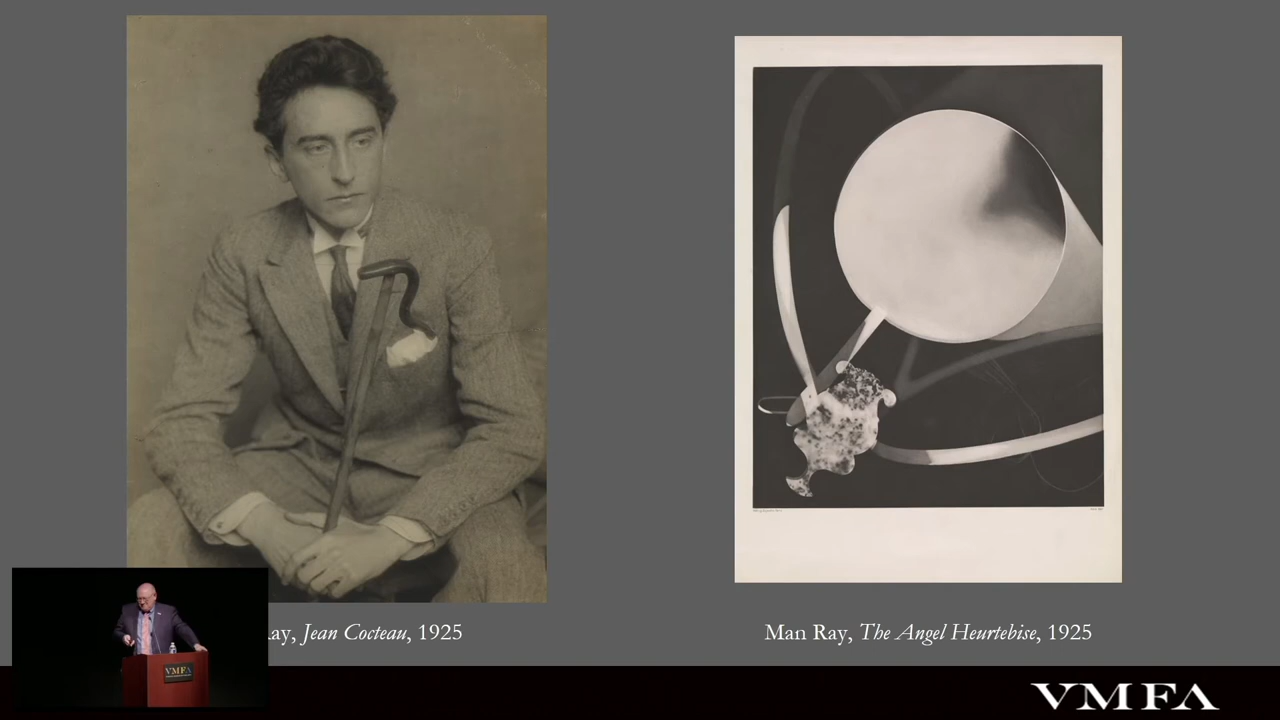 ay, Jean Cocteau, 1925
Man Ray, The Angel Heurtebise, 1925
VMFA
VMFA